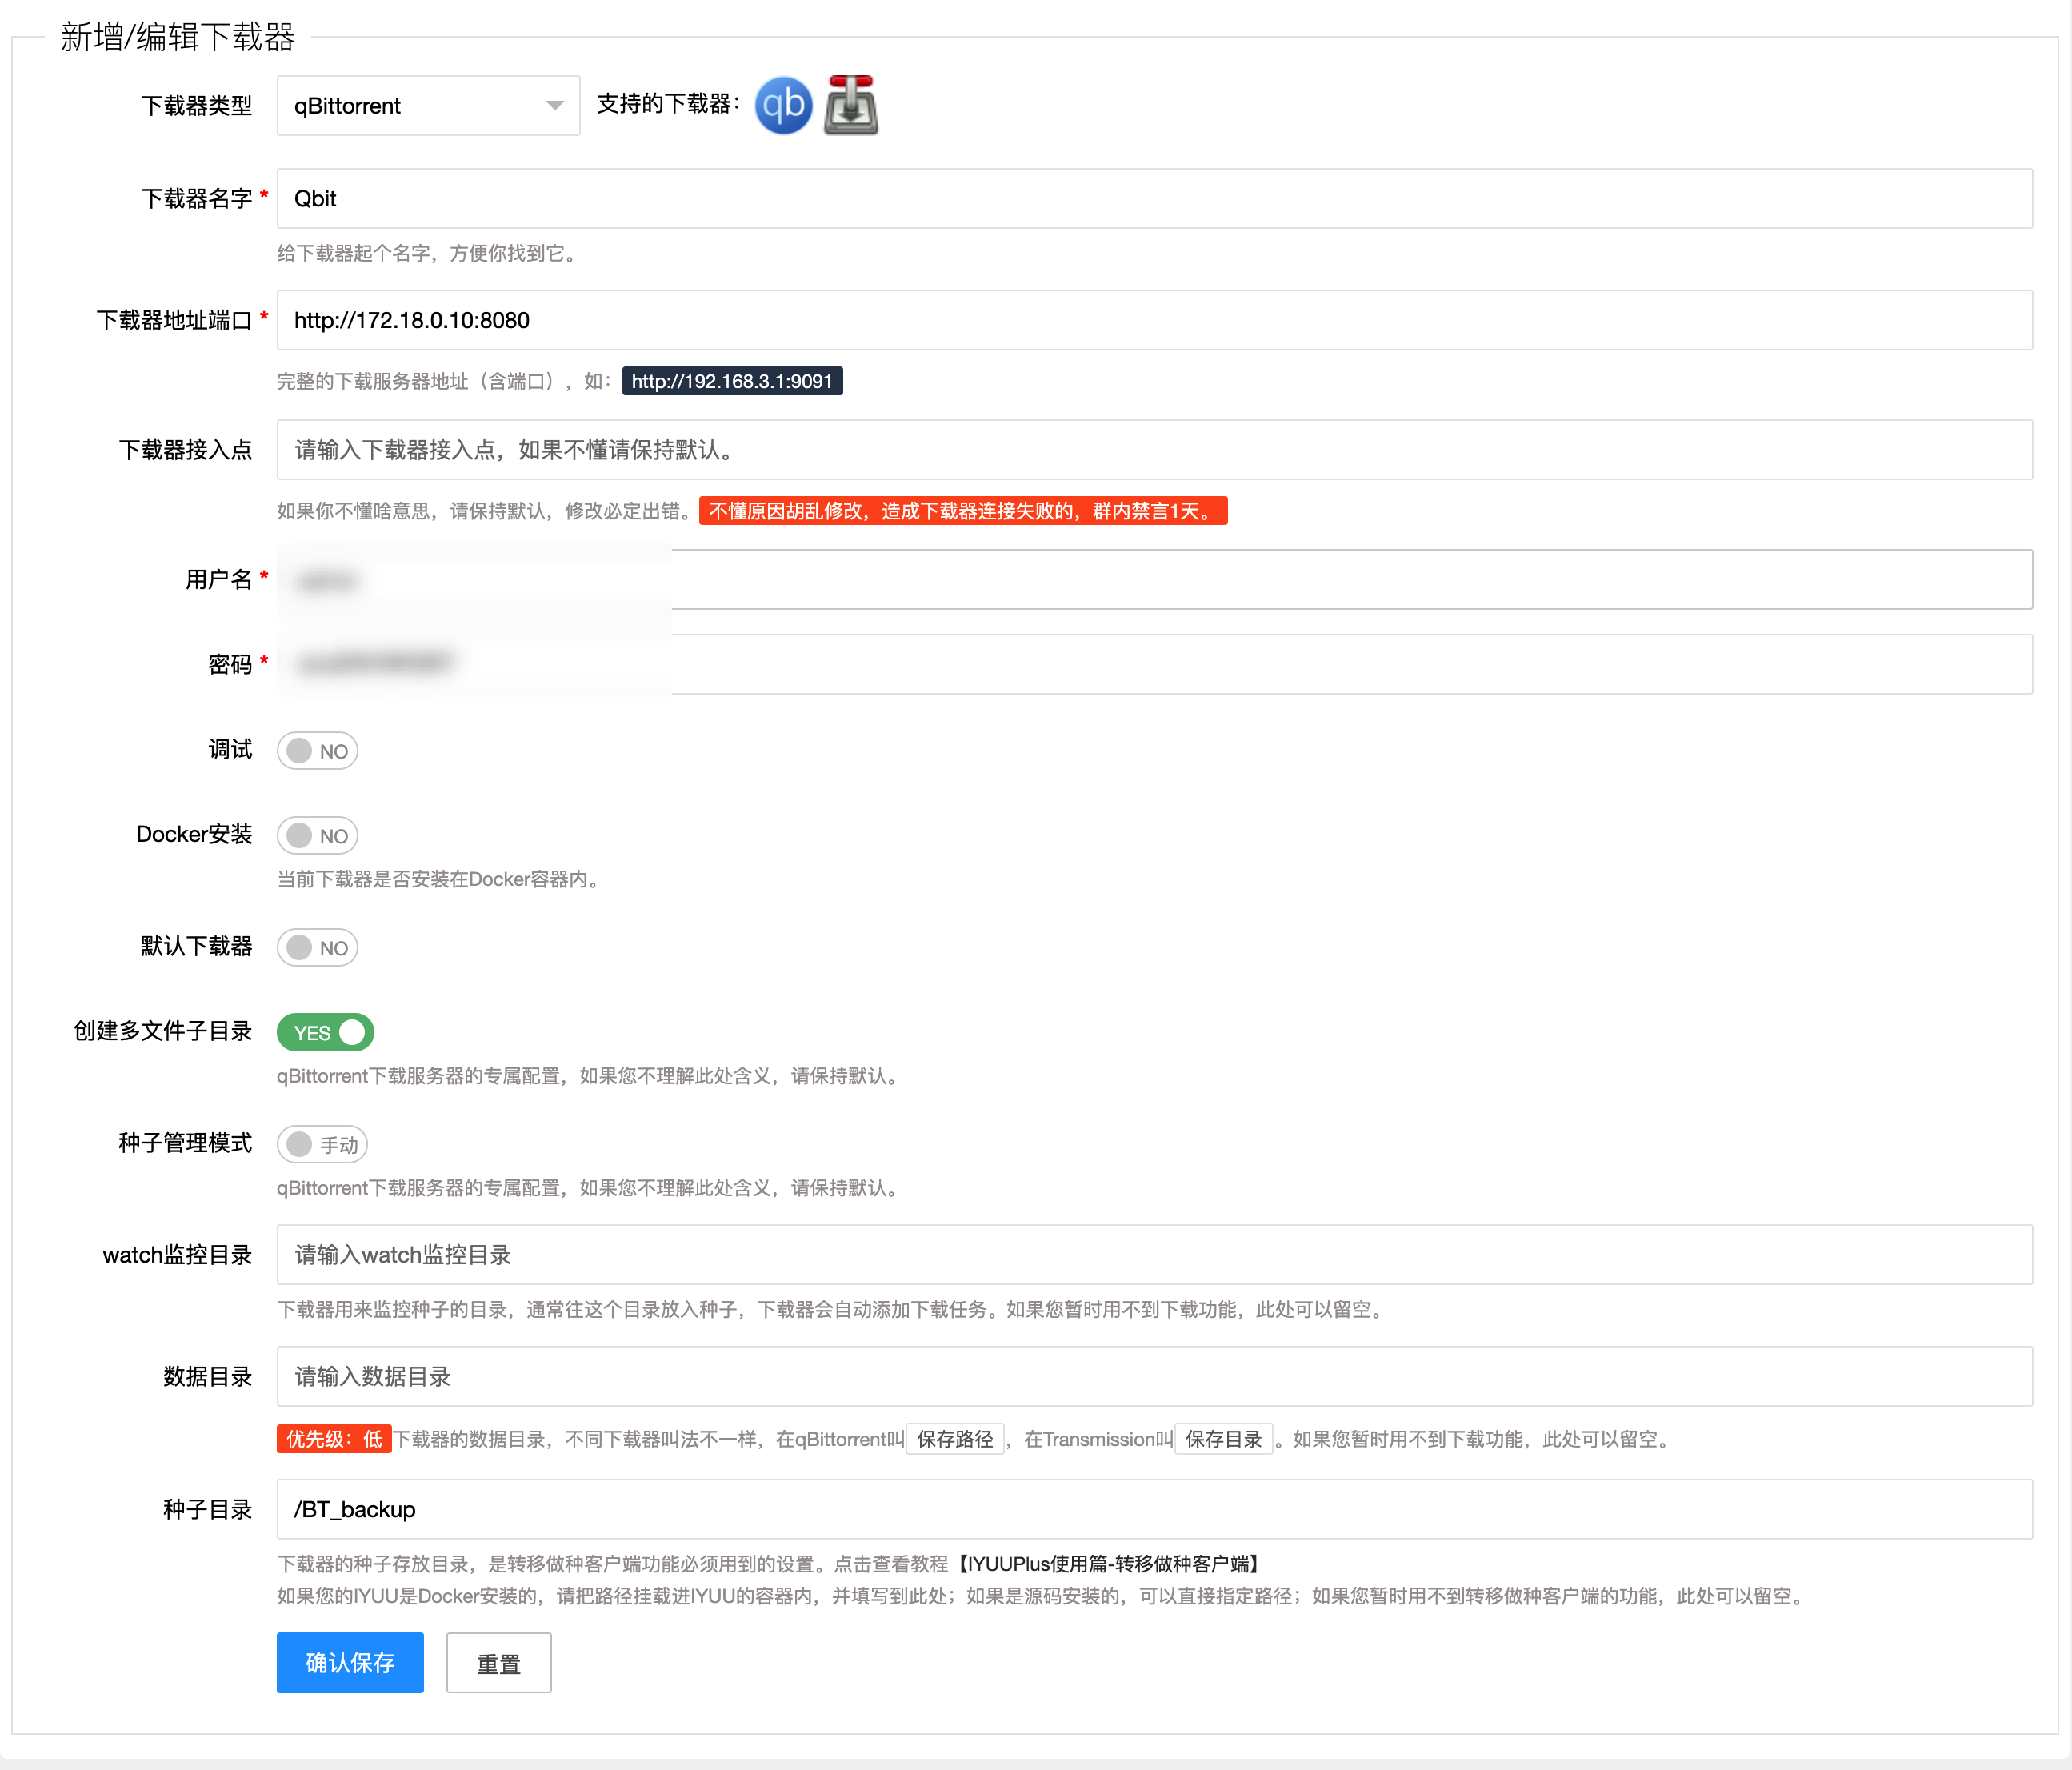 新增/编辑下载器
下载器类型 qBittorrent 支持的下载器： qb
下载器名字 * Qbit
给下载器起个名字，方便你找到它。
下载器地址端口 * http://172.18.0.10:8080
完整的下载服务器地址（含端口），如： http://192.168.3.1:9091
下载器接入点 请输入下载器接入点，如果不懂请保持默认。
如果你不懂啥意思，请保持默认，修改必定出错。 不懂原因胡乱修改，造成下载器连接失败的，群内禁言1天。
用户名 *
密码 *
调试 NO
Docker安装 NO
当前下载器是否安装在Docker容器内。
默认下载器 NO
创建多文件子目录 YES
qBittorrent下载服务器的专属配置，如果您不理解此处含义，请保持默认。
种子管理模式 手动
qBittorrent下载服务器的专属配置，如果您不理解此处含义，请保持默认。
watch监控目录 请输入watch监控目录
下载器用来监控种子的目录，通常往这个目录放入种子，下载器会自动添加下载任务。如果您暂时用不到下载功能，此处可以留空。
数据目录 请输入数据目录
优先级：低 下载器的数据目录，不同下载器叫法不一样，在qBittorrent叫 保存路径 ，在Transmission叫 保存目录 。如果您暂时用不到下载功能，此处可以留空。
种子目录 /BT_backup
下载器的种子存放目录，是转移做种客户端功能必须用到的设置。点击查看教程【IYUUPlus使用篇-转移做种客户端】
如果您的IYUU是Docker安装的，请把路径挂载进IYUU的容器内，并填写到此处；如果是源码安装的，可以直接指定路径；如果您暂时用不到转移做种客户端的功能，此处可以留空。
确认保存 重置